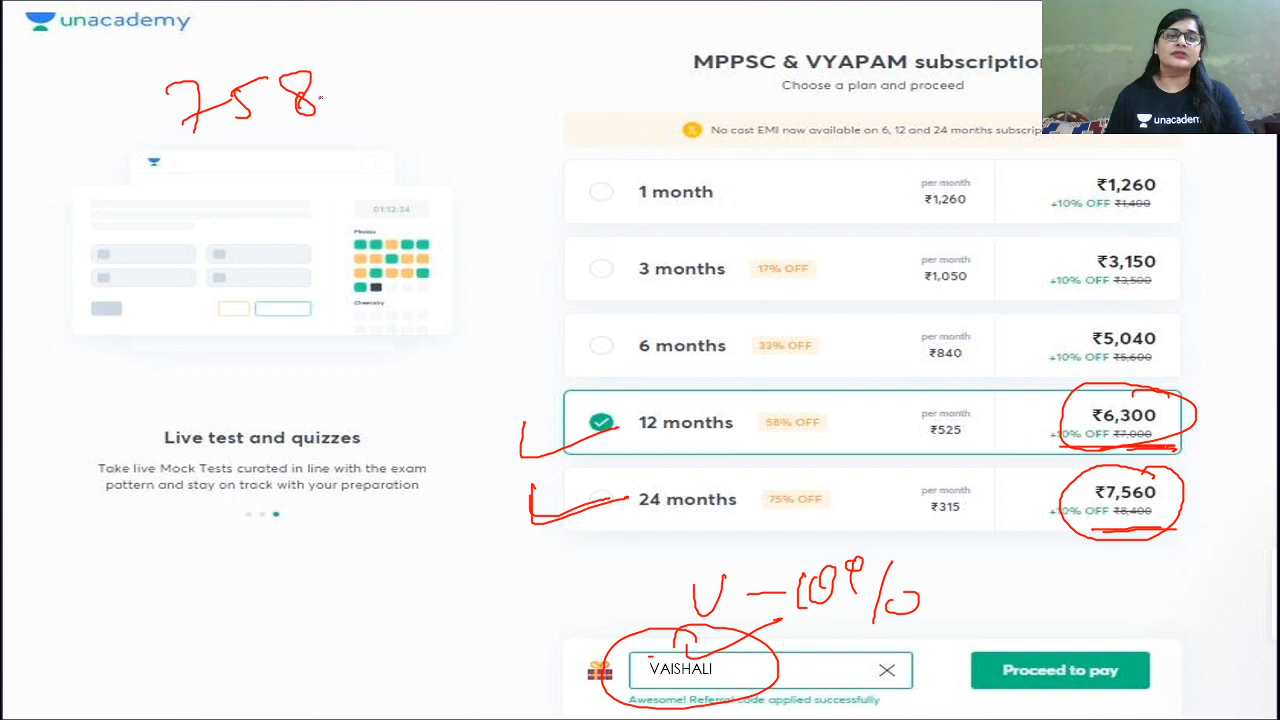 unacademy
758
01:12:34
Physics
Chemistry
Live test and quizzes
Take live Mock Tests curated in line with the exam
pattern and stay on track with your preparation
MPPSC & VYAPAM subscription
Choose a plan and proceed
No cost EMI now available on 6, 12 and 24 months
1 month per month ₹1,260 ₹1,260 +10% OFF ₹1,400
3 months 17% OFF per month ₹1,050 ₹3,150 +10% OFF ₹3,500
6 months 33% OFF per month ₹840 ₹5,040 +10% OFF ₹5,600
12 months 58% OFF per month ₹525 ₹6,300 +10% OFF ₹7,000
24 months 75% OFF per month ₹315 ₹7,560 +10% OFF ₹8,400
VAISHALI
Proceed to pay
Awesome! Referral code applied successfully
unacademy